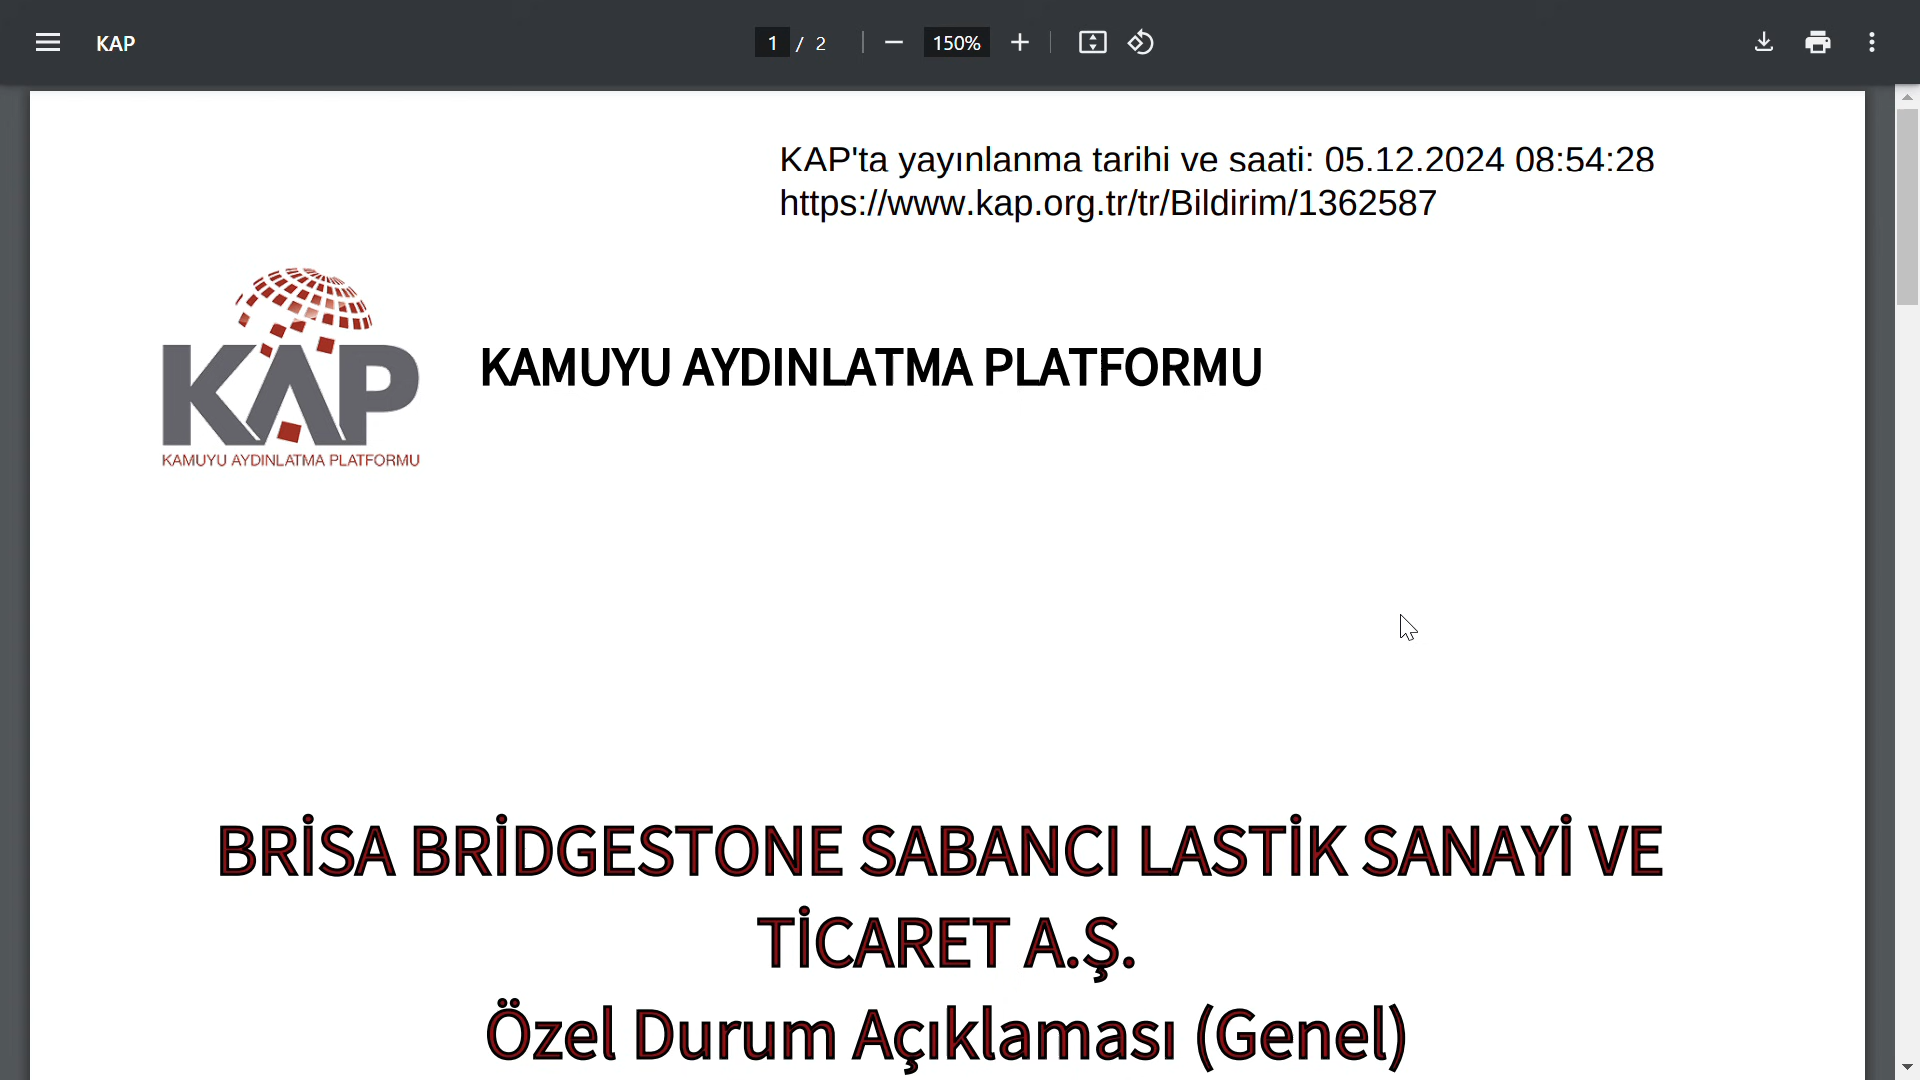 KAP
1 / 2
150%
KAP'ta yayınlanma tarihi ve saati: 05.12.2024 08:54:28
https://www.kap.org.tr/tr/Bildirim/1362587
KAP
KAMUYU AYDINLATMA PLATFORMU
KAMUYU AYDINLATMA PLATFORMU
BRİSA BRİDGESTONE SABANCI LASTİK SANAYİ VE
TİCARET A.Ş.
Özel Durum Açıklaması (Genel)